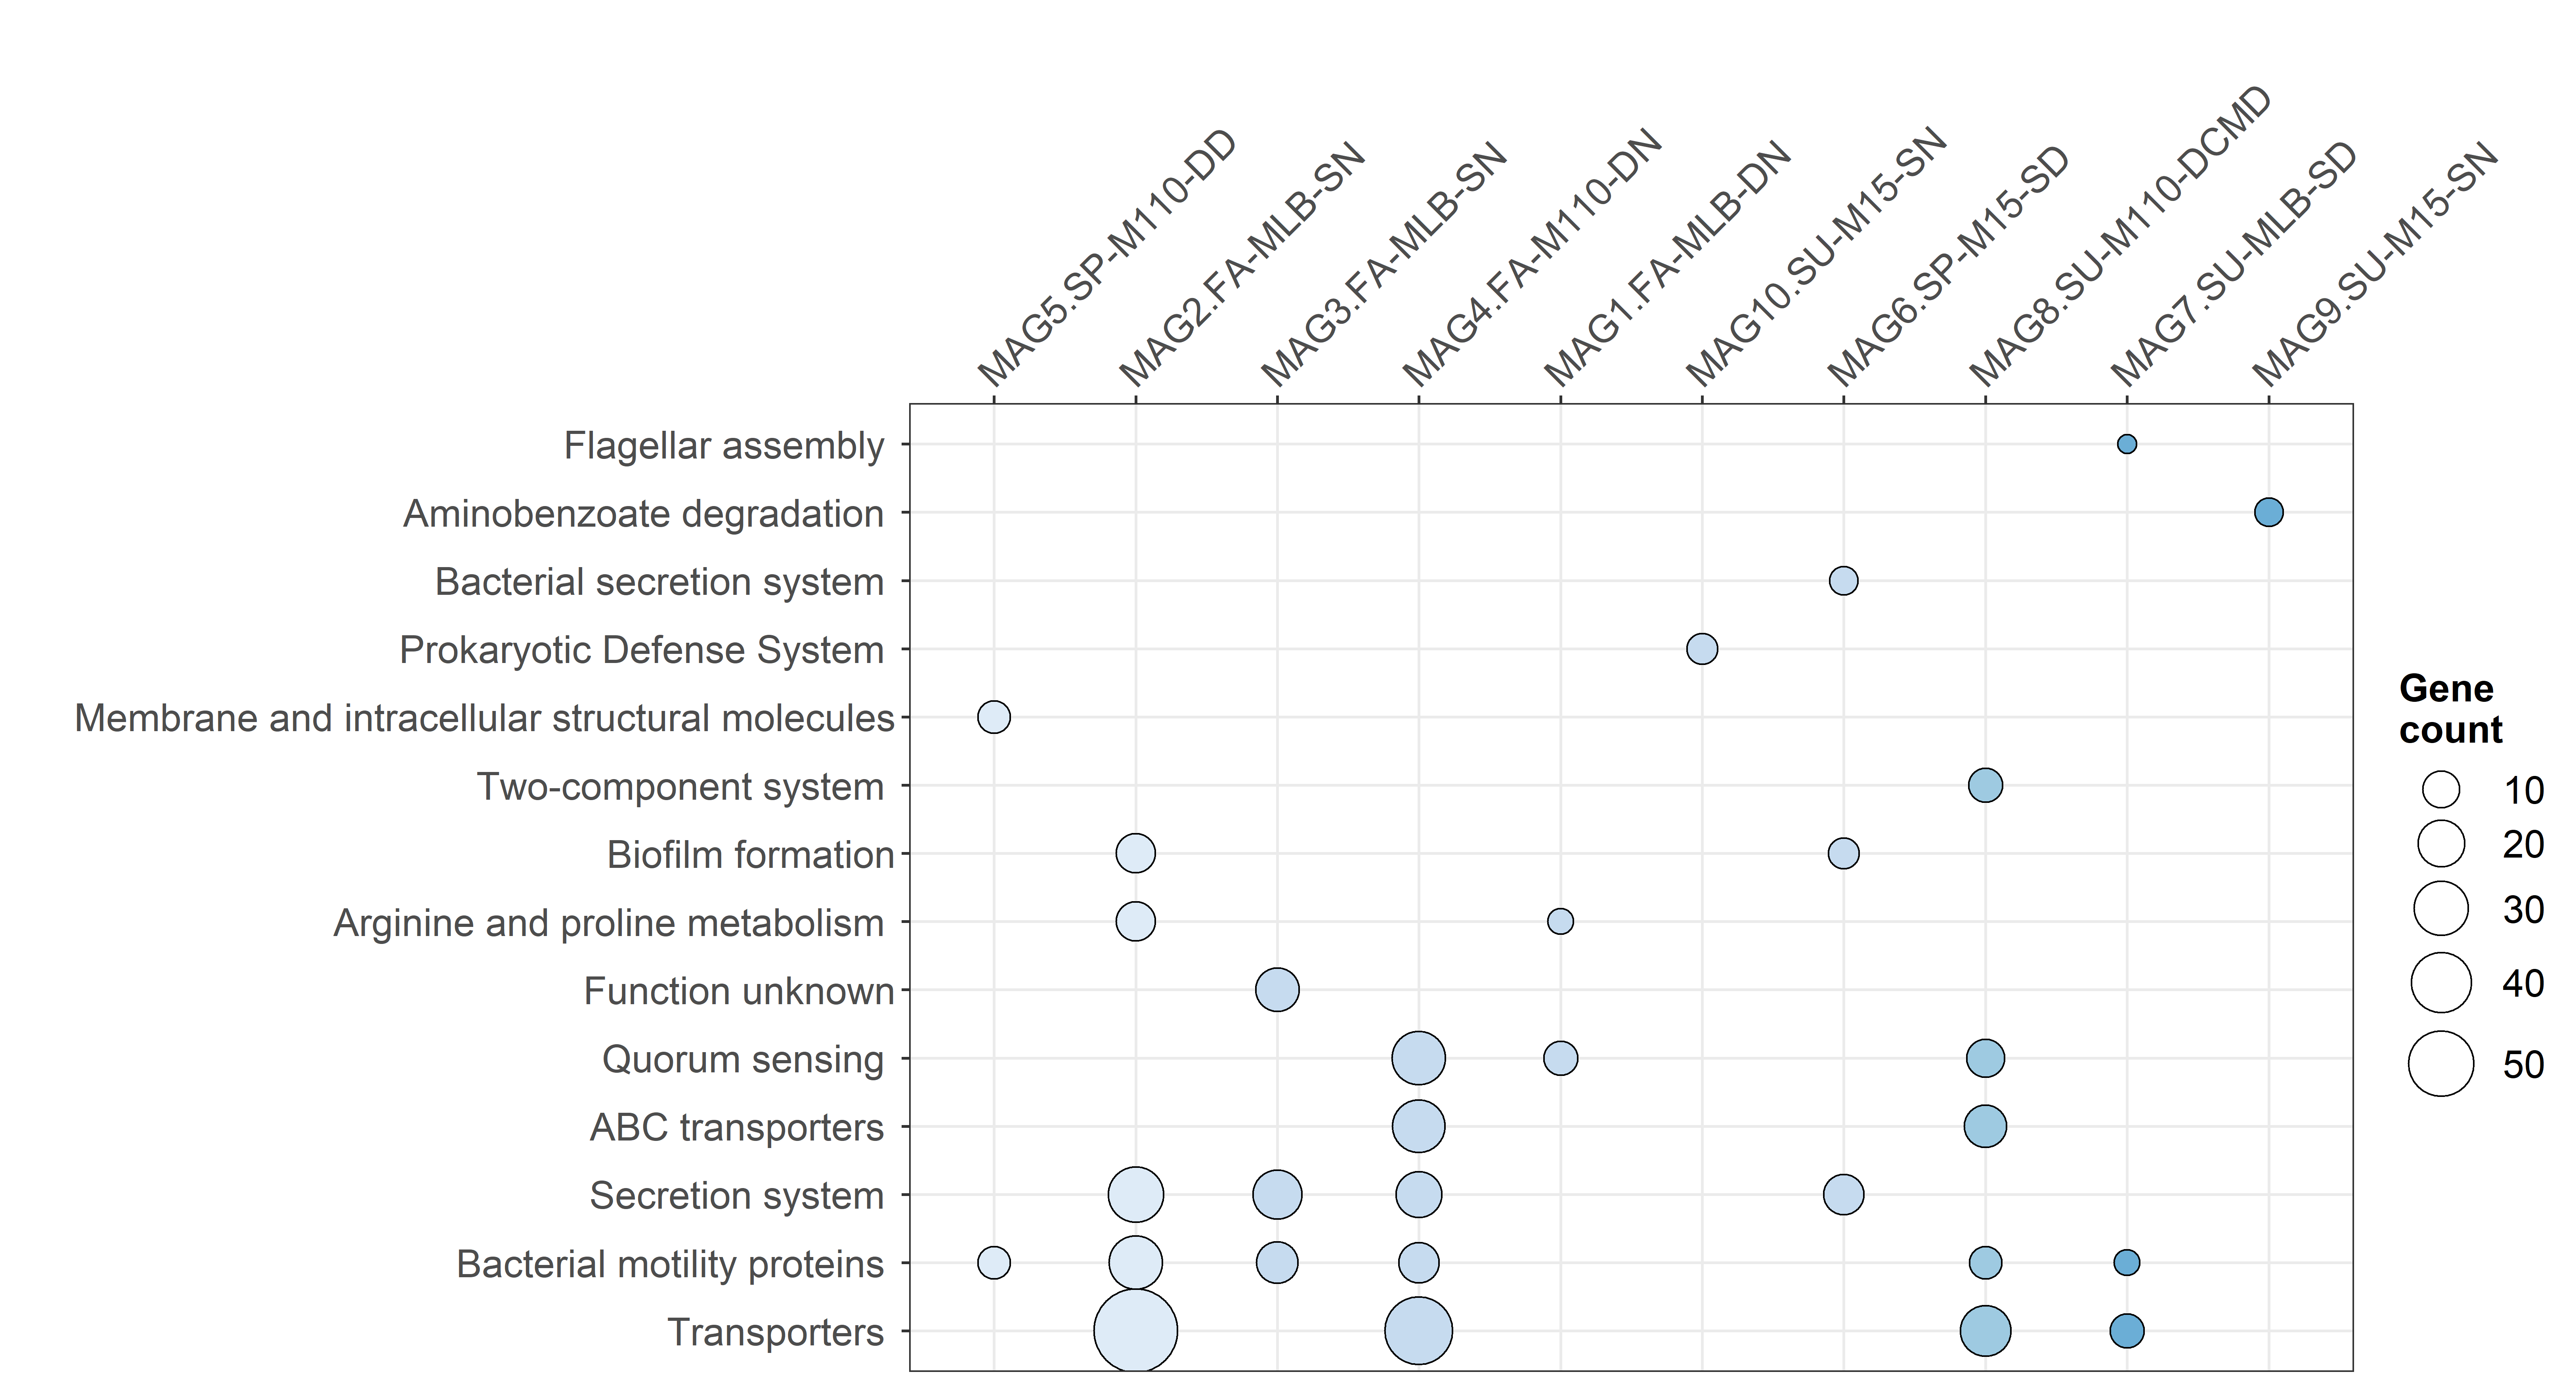 MAG5.SP-M110-DD
MAG2.FA-MLB-SN
MAG3.FA-MLB-SN
MAG4.FA-M110-DN
MAG1.FA-MLB-DN
MAG10.SU-M15-SN
MAG6.SP-M15-SD
MAG8.SU-M110-DCMD
MAG7.SU-MLB-SD
MAG9.SU-M15-SN
Flagellar assembly
Aminobenzoate degradation
Bacterial secretion system
Prokaryotic Defense System
Membrane and intracellular structural molecules
Two-component system
Biofilm formation
Arginine and proline metabolism
Function unknown
Quorum sensing
ABC transporters
Secretion system
Bacterial motility proteins
Transporters
Gene
count
10
20
30
40
50